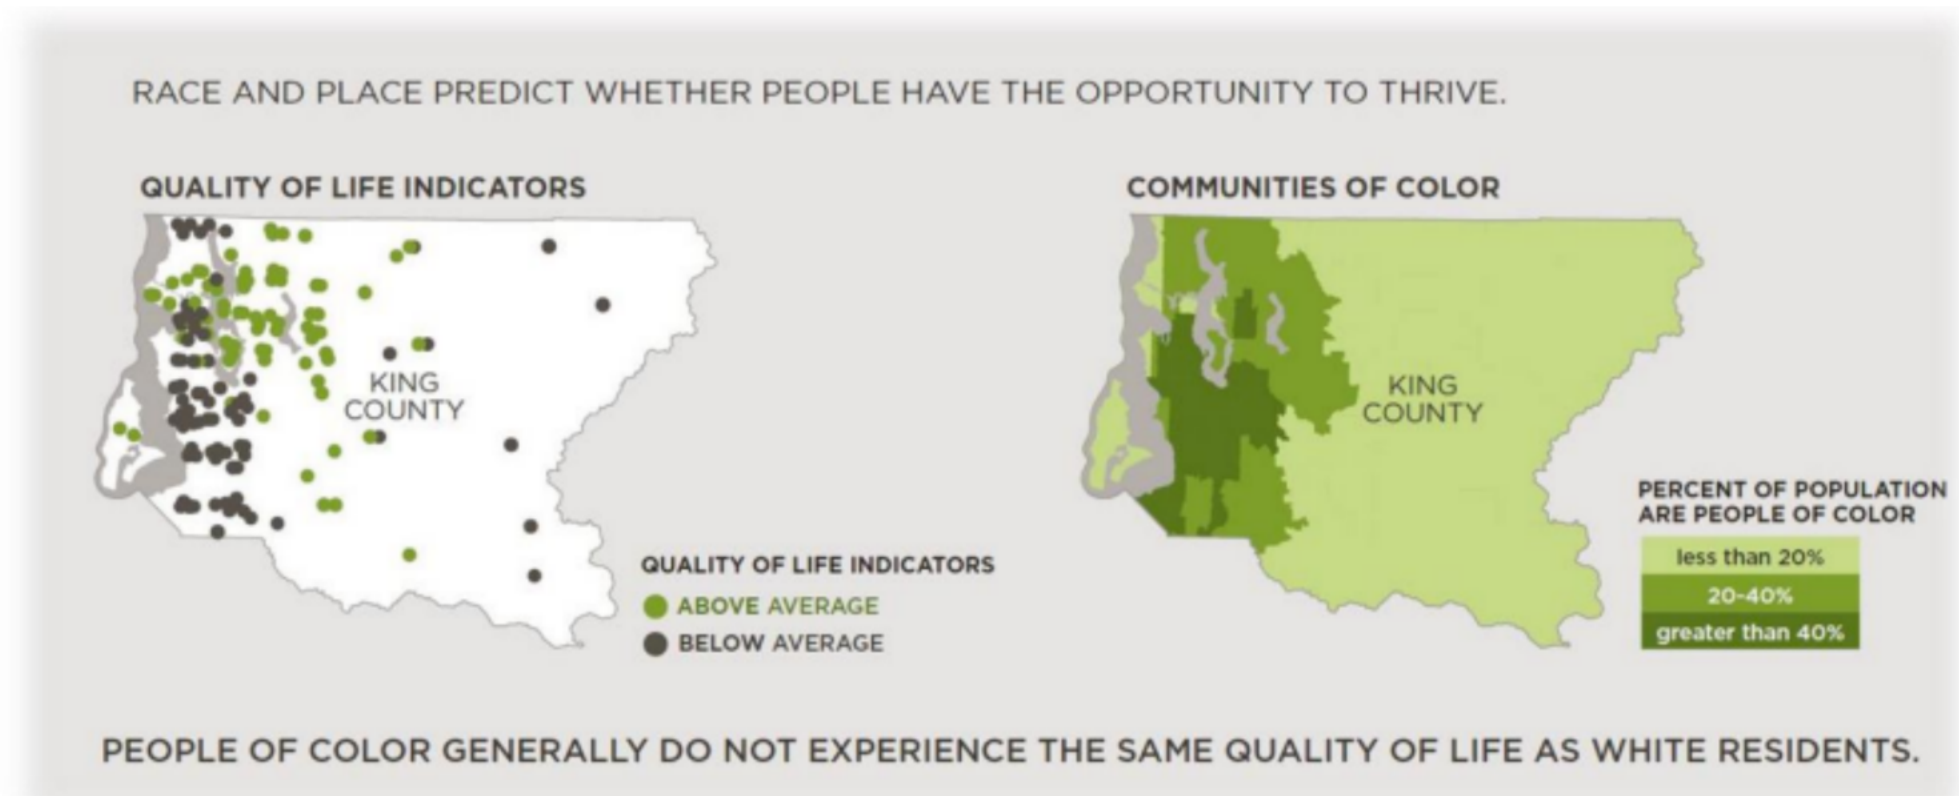 RACE AND PLACE PREDICT WHETHER PEOPLE HAVE THE OPPORTUNITY TO THRIVE.
QUALITY OF LIFE INDICATORS
KING
COUNTY
QUALITY OF LIFE INDICATORS
ABOVE AVERAGE
BELOW AVERAGE
COMMUNITIES OF COLOR
KING
COUNTY
PERCENT OF POPULATION
ARE PEOPLE OF COLOR
less than 20%
20-40%
greater than 40%
PEOPLE OF COLOR GENERALLY DO NOT EXPERIENCE THE SAME QUALITY OF LIFE AS WHITE RESIDENTS.